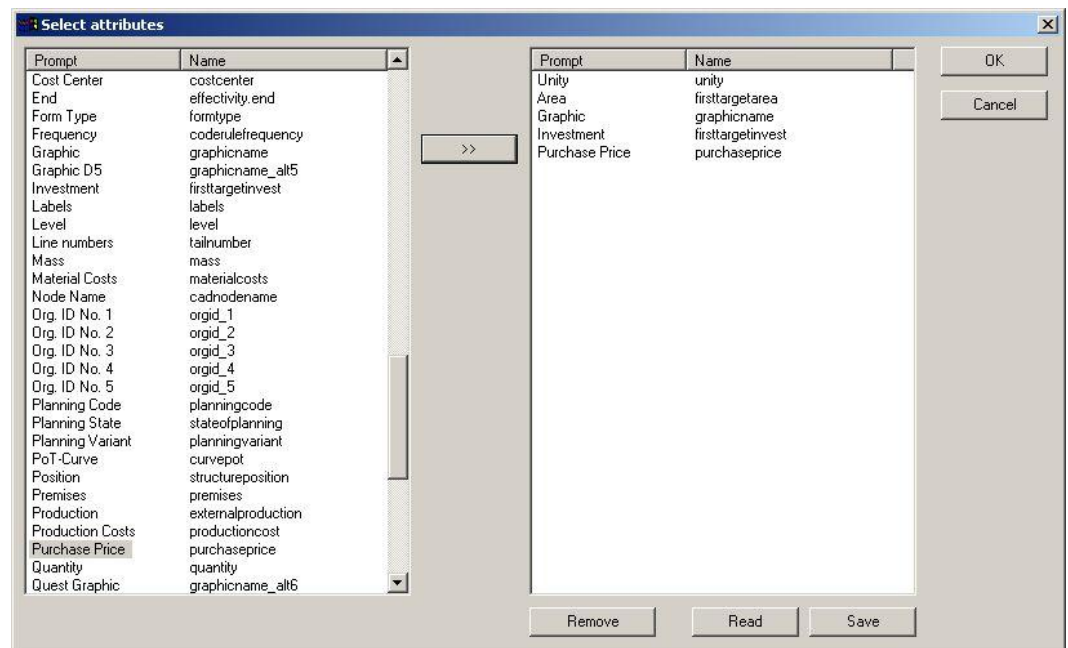 Select attributes
Prompt Name
Cost Center costcenter
End effectivity.end
Form Type formtype
Frequency coderulefrequency
Graphic graphicname
Graphic D5 graphicname_alt5
Investment firsttargetinvest
Labels labels
Level level
Line numbers tailnumber
Mass mass
Material Costs materialcosts
Node Name cadnodename
Org. ID No. 1 orgid_1
Org. ID No. 2 orgid_2
Org. ID No. 3 orgid_3
Org. ID No. 4 orgid_4
Org. ID No. 5 orgid_5
Planning Code planningcode
Planning State stateofplanning
Planning Variant planningvariant
PoT-Curve curvepot
Position structureposition
Premises premises
Production externalproduction
Production Costs productioncost
Purchase Price purchaseprice
Quantity quantity
Quest Graphic graphicname_alt6
>>
Prompt Name
Unity unity
Area firsttargetarea
Graphic graphicname
Investment firsttargetinvest
Purchase Price purchaseprice
OK
Cancel
Remove Read Save